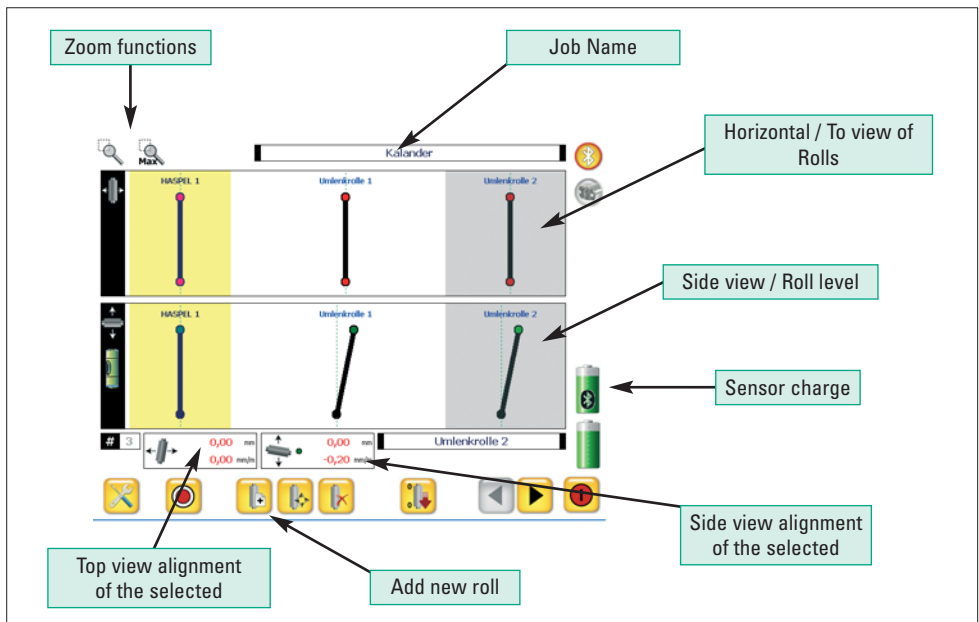 Zoom functions
Job Name
Max
Kalander
Horizontal / To view of
Rolls
HASPEL 1
Umlenkrolle 1
Umlenkrolle 2
Side view / Roll level
HASPEL 1
Umlenkrolle 1
Umlenkrolle 2
Sensor charge
# 3
0,00 mm
0,00 mm/m
0,00 mm
-0,20 mm/m
Umlenkrolle 2
Side view alignment
of the selected
Top view alignment
of the selected
Add new roll